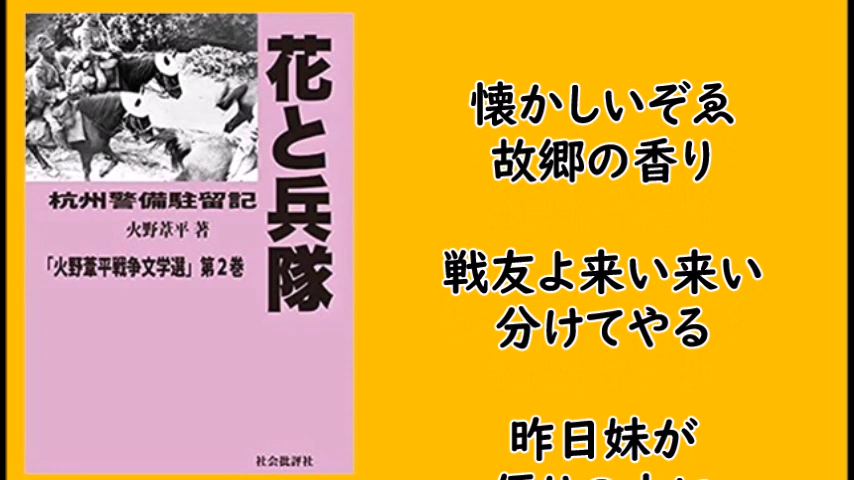 花と兵隊
杭州警備駐留記
火野葦平 著
「火野葦平戦争文学選」第2巻
社会批評社
懐かしいぞゑ
故郷の香り
戦友よ来い来い
分けてやる
昨日妹が